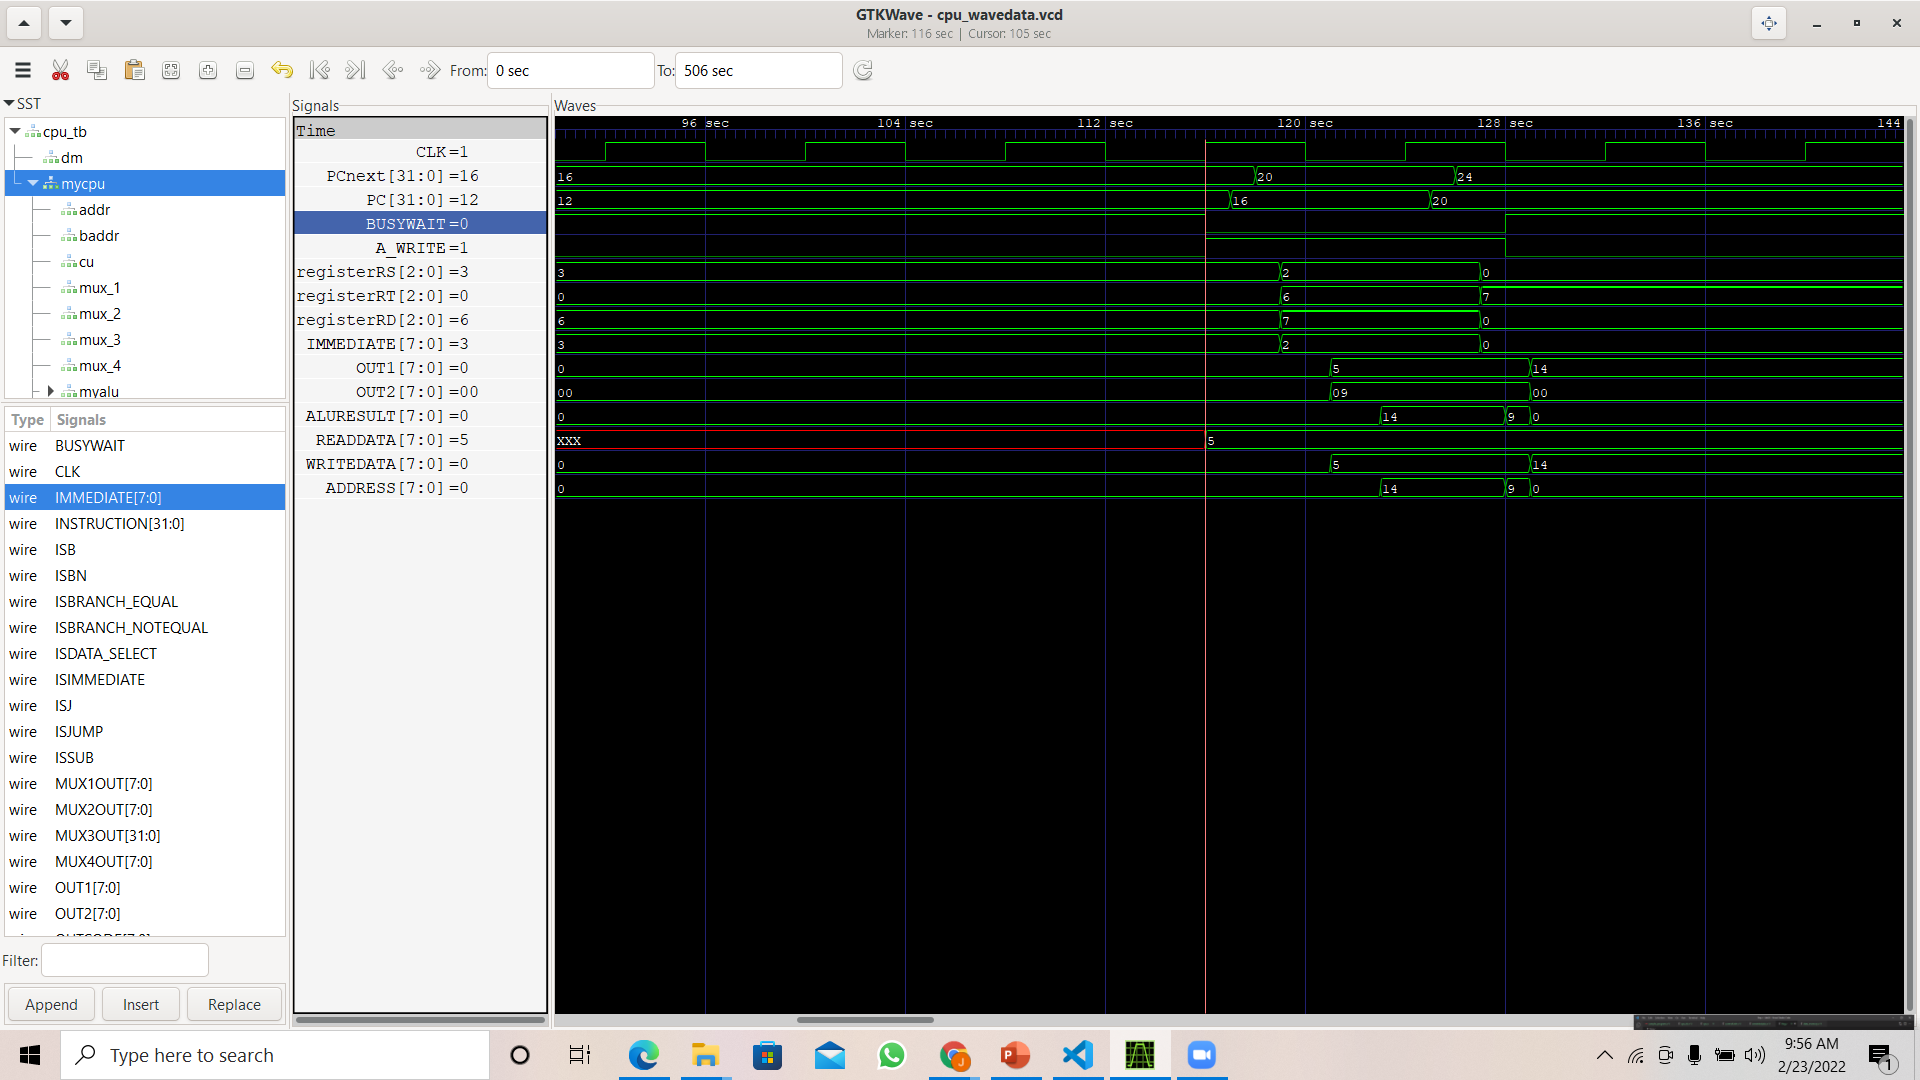 GTKWave - cpu_wavedata.vcd
Marker: 116 sec | Cursor: 105 sec
From: 0 sec To: 506 sec
SST
cpu_tb
dm
mycpu
addr
baddr
cu
mux_1
mux_2
mux_3
mux_4
myalu
Type Signals
wire BUSYWAIT
wire CLK
wire IMMEDIATE[7:0]
wire INSTRUCTION[31:0]
wire ISB
wire ISBN
wire ISBRANCH_EQUAL
wire ISBRANCH_NOTEQUAL
wire ISDATA_SELECT
wire ISIMMEDIATE
wire ISJ
wire ISJUMP
wire ISSUB
wire MUX1OUT[7:0]
wire MUX2OUT[7:0]
wire MUX3OUT[31:0]
wire MUX4OUT[7:0]
wire OUT1[7:0]
wire OUT2[7:0]
Filter:
Append Insert Replace
Signals
Time
CLK=1
PCnext[31:0]=16
PC[31:0]=12
BUSYWAIT=0
A_WRITE=1
registerRS[2:0]=3
registerRT[2:0]=0
registerRD[2:0]=6
IMMEDIATE[7:0]=3
OUT1[7:0]=0
OUT2[7:0]=00
ALURESULT[7:0]=0
READDATA[7:0]=5
WRITEDATA[7:0]=0
ADDRESS[7:0]=0
Waves
96 sec 104 sec 112 sec 120 sec 128 sec 136 sec 144
16 20 24
12 16 20
3 2 0
0 6 7
6 7 0
3 2 0
0 5 14
00 09 00
0 14 9 0
XXX 5
0 5 14
0 14 9 0
Type here to search
9:56 AM
2/23/2022
1